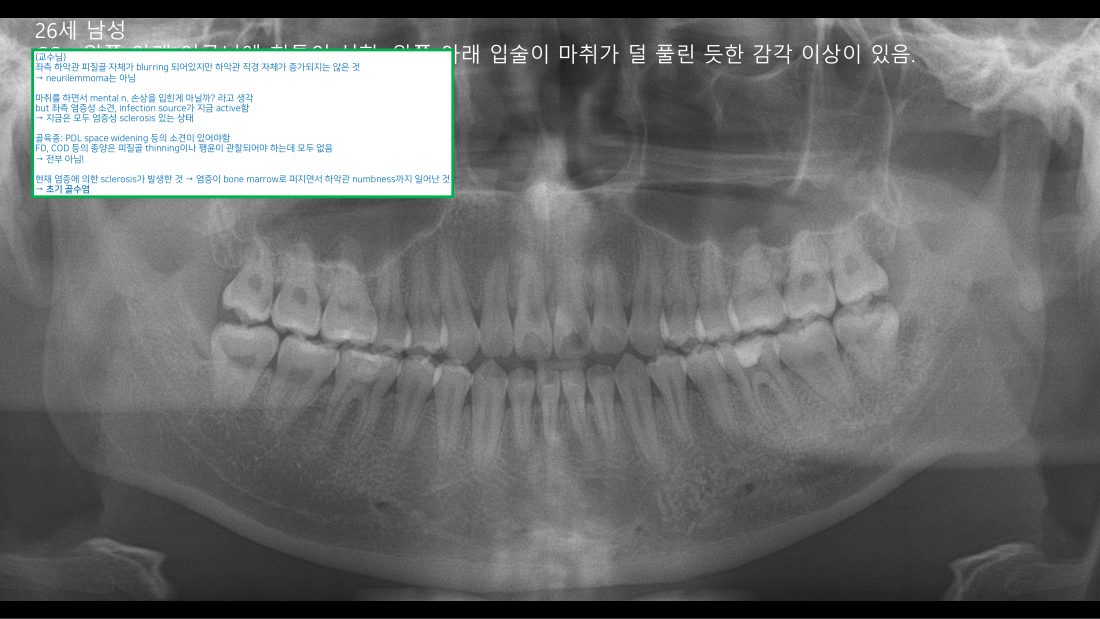 26세 남성
아래 입술이 마취가 덜 풀린 듯한 감각 이상이 있음.
(교수님)
좌측 하악관 피질골 자체가 blurring 되어있지만 하악관 직경 자체가 증가되지는 않은 것
→ neurilemmoma는 아님
마취를 하면서 mental n. 손상을 입힌게 아닐까? 라고 생각
but 좌측 염증성 소견, infection source가 지금 active함
→ 지금은 모두 염증성 sclerosis 있는 상태
골육종: PDL space widening 등의 소견이 있어야함
FD, COD 등의 종양은 피질골 thinning이나 팽윤이 관찰되어야 하는데 모두 없음
→ 전부 아님!
현재 염증에 의한 sclerosis가 발생한 것 → 염증이 bone marrow로 퍼지면서 하악관 numbness까지 일어난 것
→ 초기 골수염